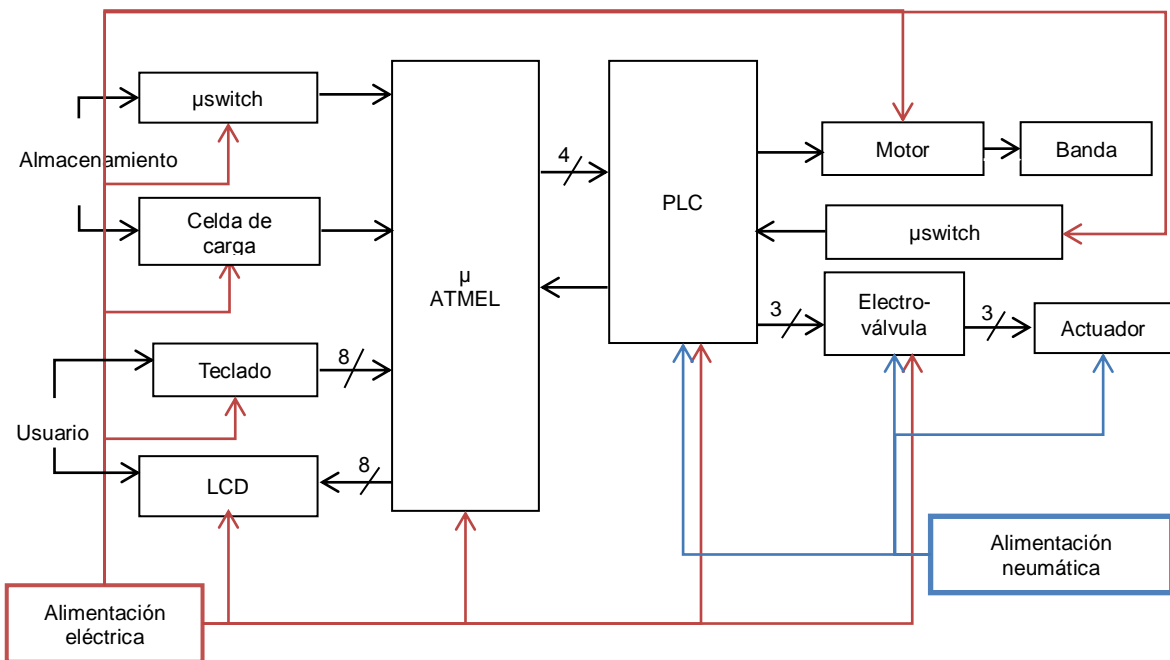 µswitch
Almacenamiento
Celda de
carga
Teclado
8
Usuario
LCD
8
µ
ATMEL
4
PLC
Motor
Banda
µswitch
3
Electro-
válvula
3
Actuador
Alimentación
neumática
Alimentación
eléctrica